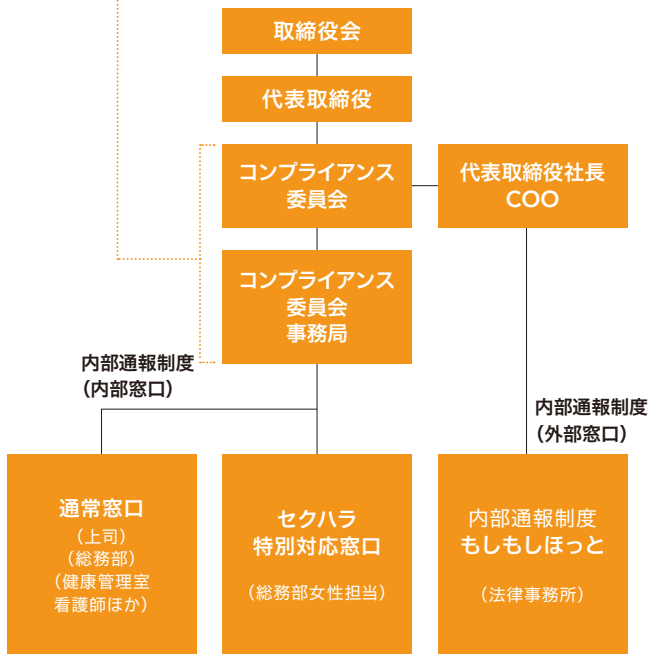 取締役会
代表取締役
コンプライアンス
委員会
代表取締役社長
COO
コンプライアンス
委員会
事務局
内部通報制度
（内部窓口）
内部通報制度
（外部窓口）
通常窓口
（上司）
（総務部）
（健康管理室
看護師ほか）
セクハラ
特別対応窓口
（総務部女性担当）
内部通報制度
もしもしほっと
（法律事務所）